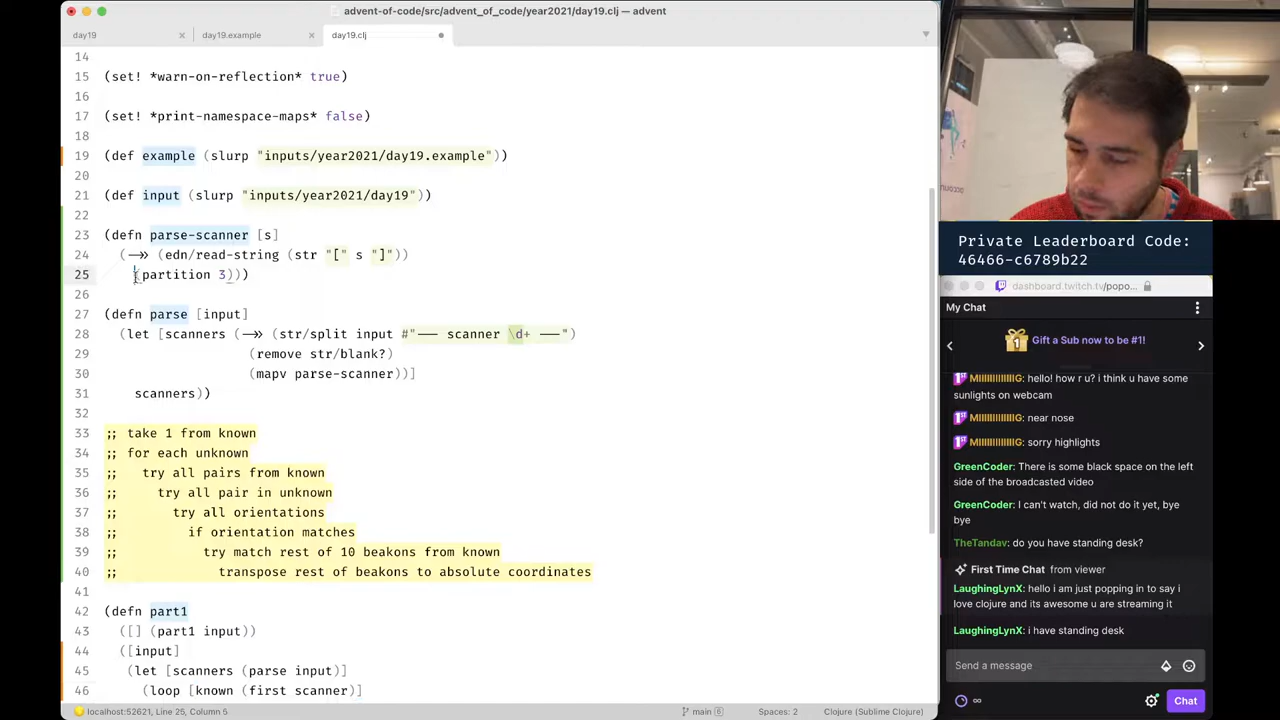 advent-of-code/src/advent_of_code/year2021/day19.clj — advent
day19
day19.example
day19.clj
14
15 (set! *warn-on-reflection* true)
16
17 (set! *print-namespace-maps* false)
18
19 (def example (slurp "inputs/year2021/day19.example"))
20
21 (def input (slurp "inputs/year2021/day19"))
22
23 (defn parse-scanner [s]
24 (->> (edn/read-string (str "[" s "]"))
25 (partition 3)))
26
27 (defn parse [input]
28 (let [scanners (->> (str/split input #"--- scanner \d+ ---")
29 (remove str/blank?)
30 (mapv parse-scanner))]
31 scanners))
32
33 ;; take 1 from known
34 ;; for each unknown
35 ;; try all pairs from known
36 ;; try all pair in unknown
37 ;; try all orientations
38 ;; if orientation matches
39 ;; try match rest of 10 beakons from known
40 ;; transpose rest of beakons to absolute coordinates
41
42 (defn part1
43 ([] (part1 input))
44 ([input]
45 (let [scanners (parse input)]
46 (loop [known (first scanner)]
localhost:52621, Line 25, Column 5
main 6
Spaces: 2
Clojure (Sublime Clojure)
Private Leaderboard Code:
46466-c6789b22
dashboard.twitch.tv/popo...
My Chat
1
Gift a Sub now to be #1!
hello! how r u? i think u have some
sunlights on webcam
near nose
sorry highlights
GreenCoder: There is some black space on the left
side of the broadcasted video
GreenCoder: I can't watch, did not do it yet, bye
bye
TheTandav: do you have standing desk?
First Time Chat from viewer
LaughingLynX: hello i am just popping in to say i
love clojure and its awesome u are streaming it
LaughingLynX: i have standing desk
Send a message
Chat